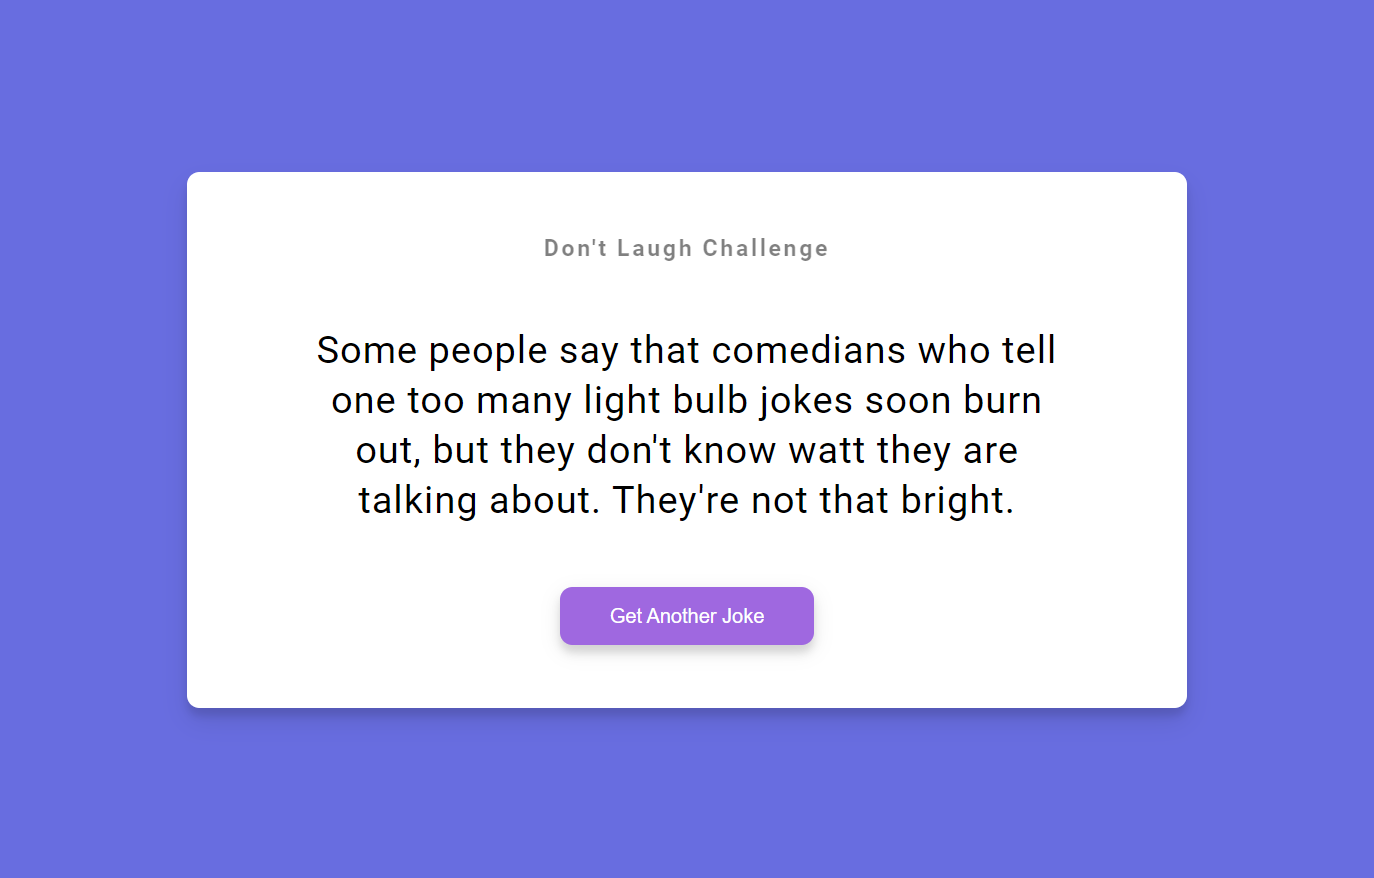 Don't Laugh Challenge
Some people say that comedians who tell
one too many light bulb jokes soon burn
out, but they don't know watt they are
talking about. They're not that bright.
Get Another Joke